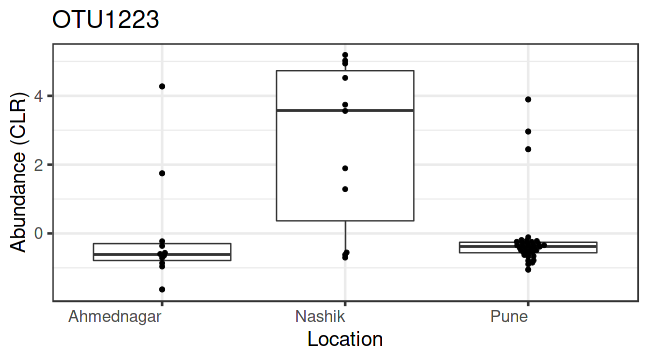 OTU1223
Abundance (CLR)
4
2
0
Ahmednagar
Nashik
Pune
Location